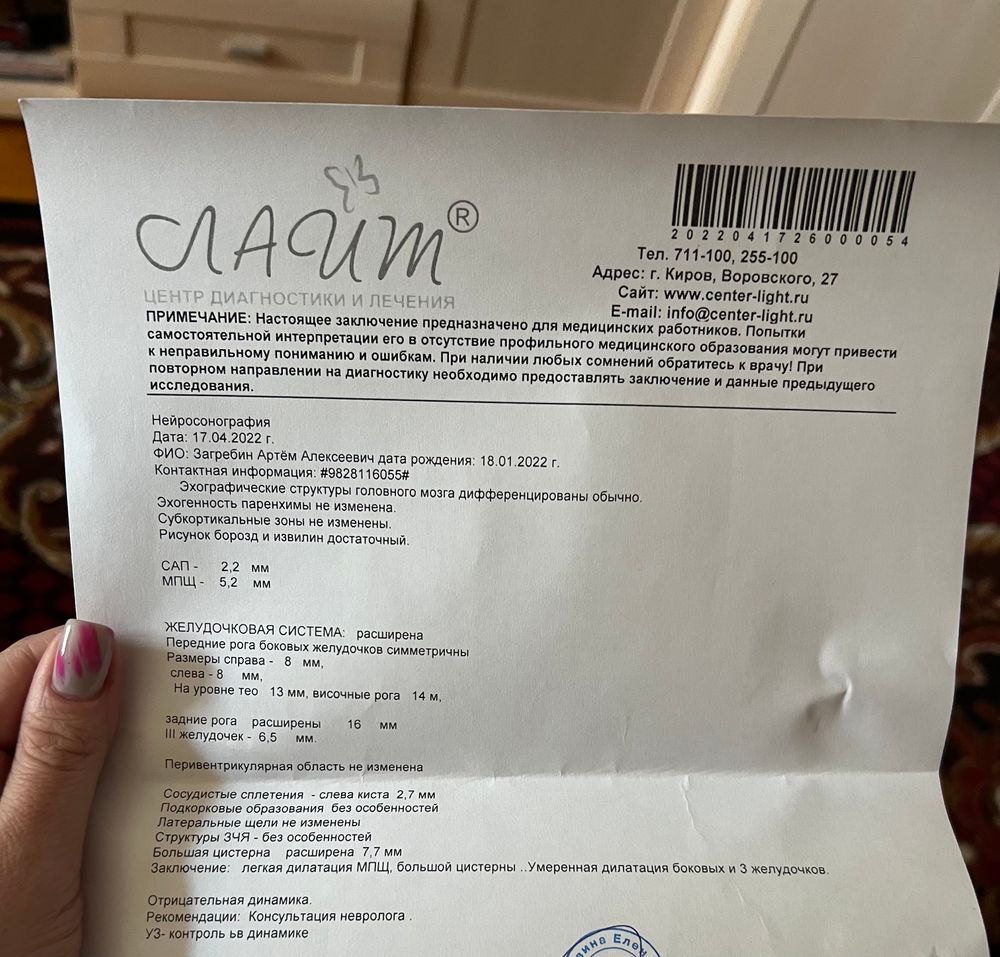 УЗ
ЛАЙТ®
ЦЕНТР ДИАГНОСТИКИ И ЛЕЧЕНИЯ
2022041726000054
Тел. 711-100, 255-100
Адрес: г. Киров, Воровского, 27
Сайт: www.center-light.ru
E-mail: info@center-light.ru
ПРИМЕЧАНИЕ: Настоящее заключение предназначено для медицинских работников. Попытки
самостоятельной интерпретации его в отсутствие профильного медицинского образования могут привести
к неправильному пониманию и ошибкам. При наличии любых сомнений обратитесь к врачу! При
повторном направлении на диагностику необходимо предоставлять заключение и данные предыдущего
исследования.
Нейросонография
Дата: 17.04.2022 г.
ФИО: Загребин Артём Алексеевич дата рождения: 18.01.2022 г.
Контактная информация: #9828116055#
Эхографические структуры головного мозга дифференцированы обычно.
Эхогенность паренхимы не изменена.
Субкортикальные зоны не изменены.
Рисунок борозд и извилин достаточный.
САП - 2,2 мм
МПЩ - 5,2 мм
ЖЕЛУДОЧКОВАЯ СИСТЕМА: расширена
Передние рога боковых желудочков симметричны
Размеры справа - 8 мм,
слева - 8 мм,
На уровне тео 13 мм, височные рога 14 м,
задние рога расширены 16 мм
III желудочек - 6,5 мм.
Перивентрикулярная область не изменена
Сосудистые сплетения - слева киста 2,7 мм
Подкорковые образования без особенностей
Латеральные щели не изменены
Структуры ЗЧЯ - без особенностей
Большая цистерна расширена 7,7 мм
Заключение: легкая дилатация МПЩ, большой цистерны ..Умеренная дилатация боковых и 3 желудочков.
Отрицательная динамика.
Рекомендации: Консультация невролога .
УЗ- контроль ьв динамике